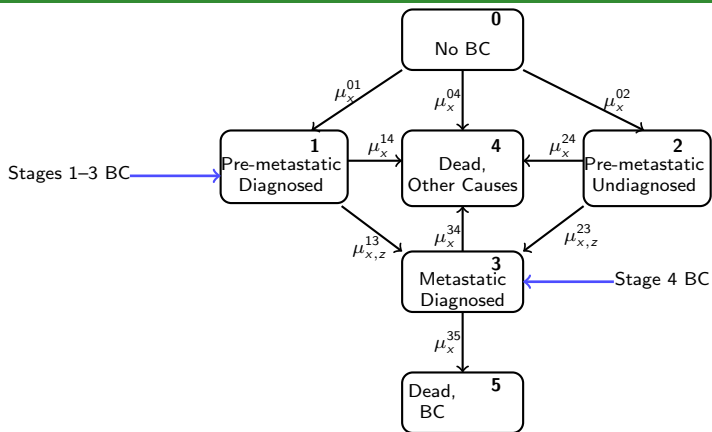 0
No BC
μ_x^{01}
μ_x^{04}
μ_x^{02}
1
Pre-metastatic
Diagnosed
μ_x^{14}
4
Dead,
Other Causes
μ_x^{24}
2
Pre-metastatic
Undiagnosed
Stages 1–3 BC
μ_{x,z}^{13}
μ_x^{34}
μ_{x,z}^{23}
3
Metastatic
Diagnosed
Stage 4 BC
μ_x^{35}
5
Dead,
BC